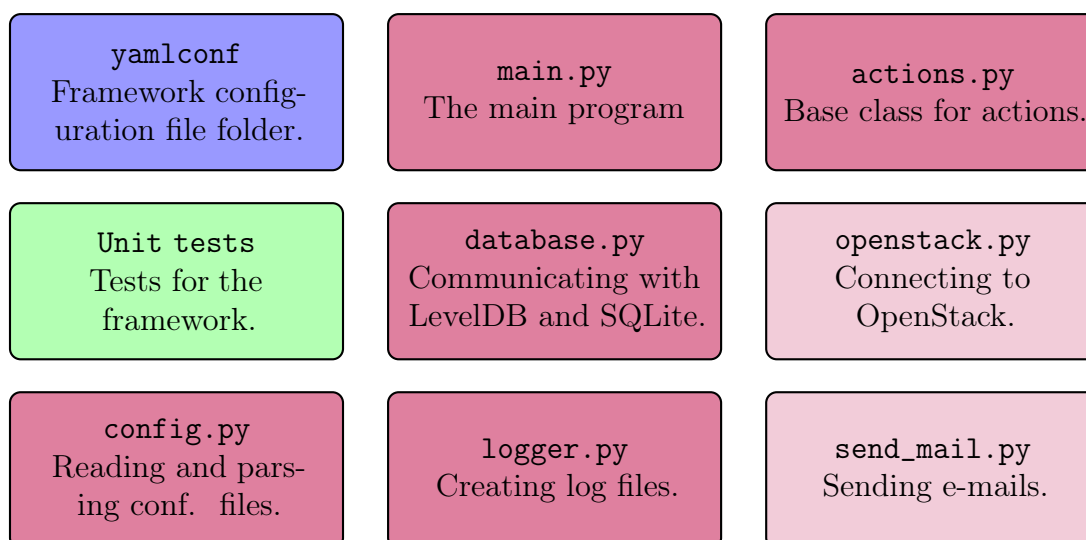 yamlconf
Framework config-
uration file folder.
main.py
The main program
actions.py
Base class for actions.
Unit tests
Tests for the
framework.
database.py
Communicating with
LevelDB and SQLite.
openstack.py
Connecting to
OpenStack.
config.py
Reading and pars-
ing conf. files.
logger.py
Creating log files.
send_mail.py
Sending e-mails.